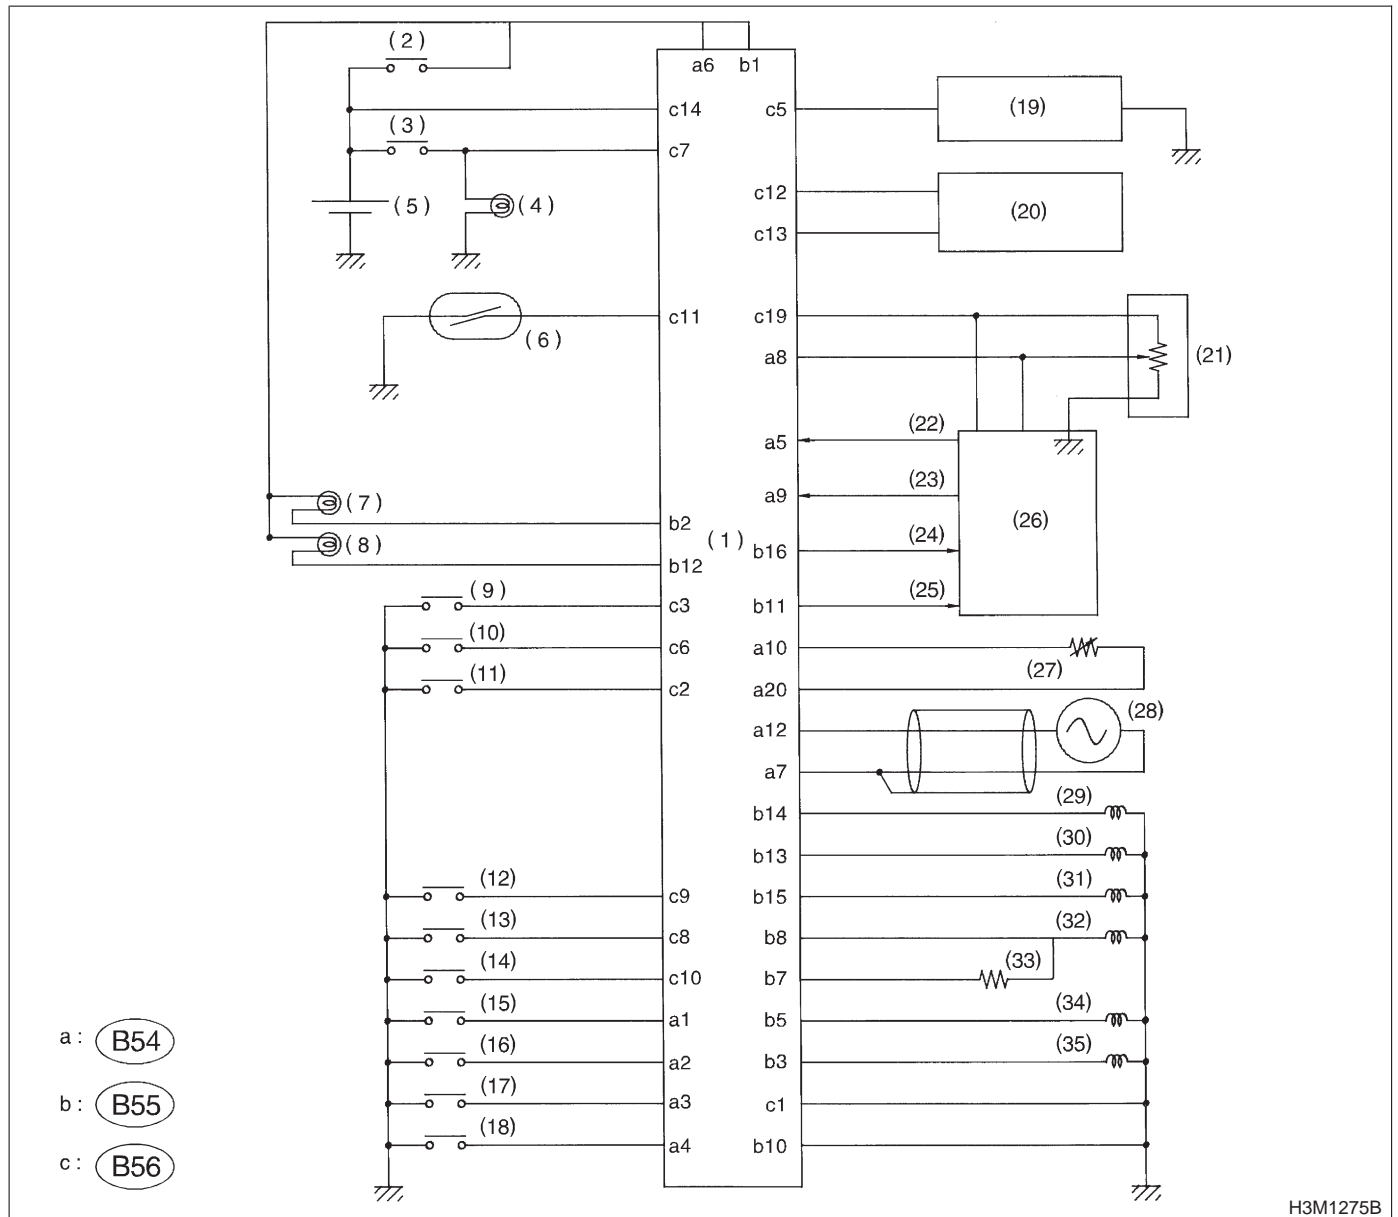 ( 2 )
a6 b1
c14
c5
(19)
( 3 )
c7
( 5 )
( 4 )
c12
(20)
c13
c11
( 6 )
c19
a8
(21)
(22)
a5
(23)
a9
( 7 )
b2
( 8 )
( 1 )
(24)
b16
(26)
b12
( 9 )
c3
(25)
b11
(10)
c6
a10
(27)
(11)
c2
a20
a12
(28)
a7
(29)
b14
(30)
b13
(12)
c9
(31)
b15
(13)
c8
(32)
b8
(14)
c10
(33)
b7
(15)
a1
(34)
b5
(16)
a2
(35)
b3
(17)
a3
c1
(18)
a4
b10
a : B54
b : B55
c : B56
H3M1275B